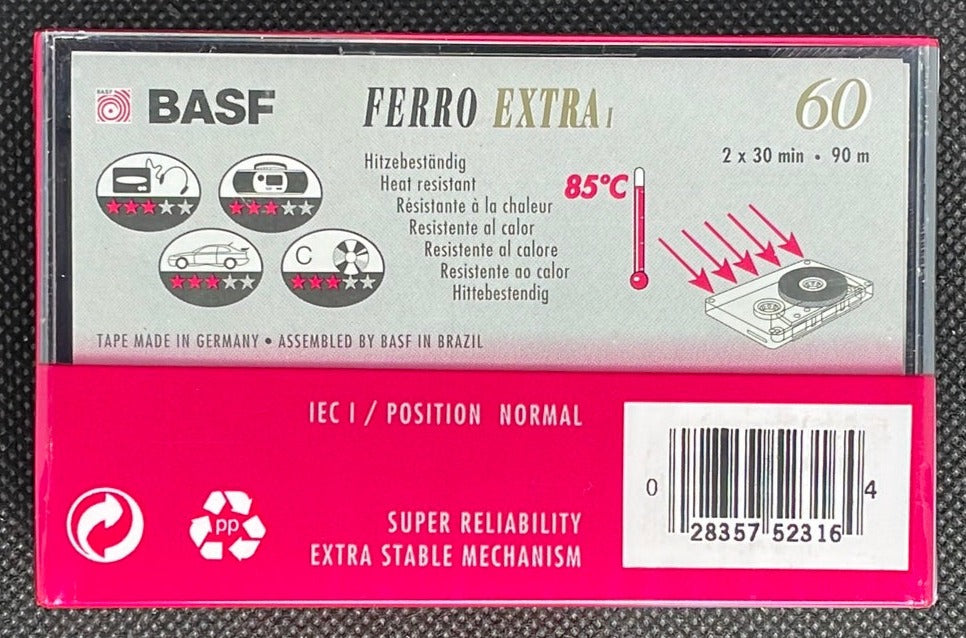 BASF BASF
FERRO EXTRA I
60
2 x 30 min • 90 m
Hitzebeständig
Heat resistant
Résistante à la chaleur
Resistente al calor
Resistente al calore
Resistente ao calor
Hittebestendig
85°C
C
TAPE MADE IN GERMANY • ASSEMBLED BY BASF IN BRAZIL
IEC I / POSITION NORMAL
pp
SUPER RELIABILITY
EXTRA STABLE MECHANISM
0 28357 52316 4